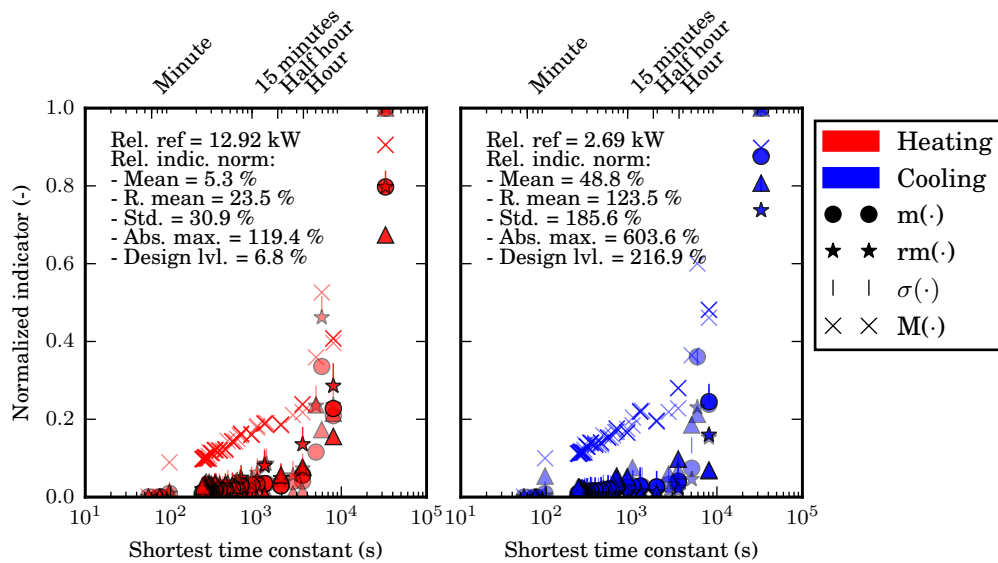 Minute
15 minutes
Half hour
Hour
Minute
15 minutes
Half hour
Hour
Normalized indicator (-)
1.0
0.8
0.6
0.4
0.2
0.0
Rel. ref = 12.92 kW
Rel. indic. norm:
- Mean = 5.3 %
- R. mean = 23.5 %
- Std. = 30.9 %
- Abs. max. = 119.4 %
- Design lvl. = 6.8 %
Rel. ref = 2.69 kW
Rel. indic. norm:
- Mean = 48.8 %
- R. mean = 123.5 %
- Std. = 185.6 %
- Abs. max. = 603.6 %
- Design lvl. = 216.9 %
Heating
Cooling
m(·)
rm(·)
σ(·)
M(·)
10¹ 10² 10³ 10⁴ 10⁵
10¹ 10² 10³ 10⁴ 10⁵
Shortest time constant (s)
Shortest time constant (s)